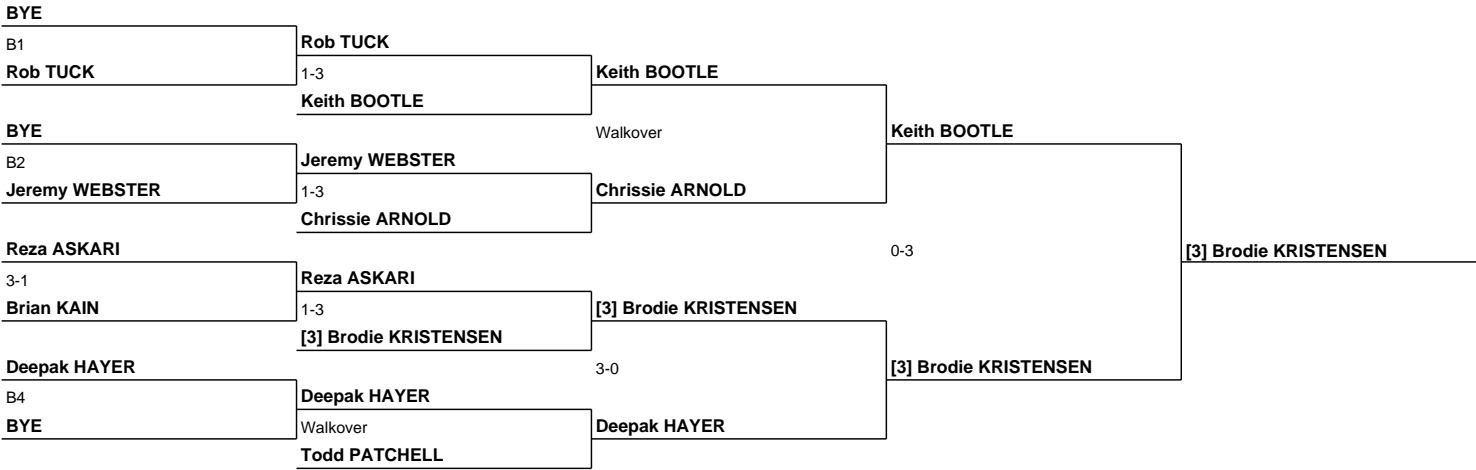 BYE
B1
Rob TUCK
Rob TUCK
1-3
Keith BOOTLE
Keith BOOTLE
BYE
Walkover
Keith BOOTLE
B2
Jeremy WEBSTER
Jeremy WEBSTER
1-3
Chrissie ARNOLD
Chrissie ARNOLD
Reza ASKARI
0-3
[3] Brodie KRISTENSEN
3-1
Reza ASKARI
Brian KAIN
1-3
[3] Brodie KRISTENSEN
[3] Brodie KRISTENSEN
Deepak HAYER
3-0
[3] Brodie KRISTENSEN
B4
Deepak HAYER
BYE
Walkover
Deepak HAYER
Todd PATCHELL